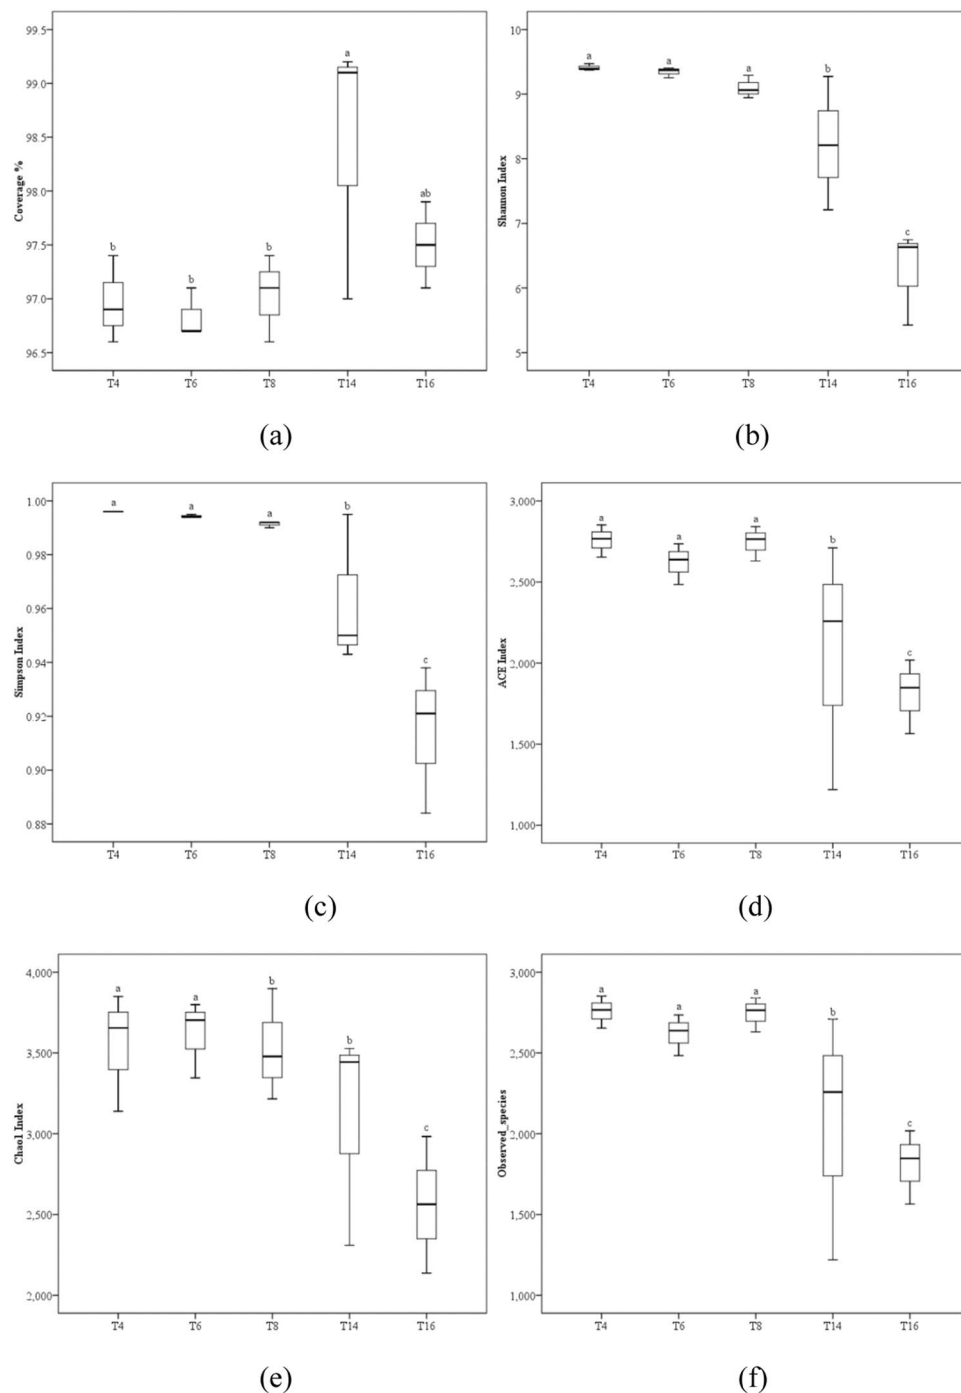 99.5
99.0
98.5
98.0
97.5
97.0
96.5
Coverage %
b
b
b
a
ab
T4
T6
T8
T14
T16
(a)
10
9
8
7
6
5
Shannon Index
a
a
a
b
c
T4
T6
T8
T14
T16
(b)
1.00
0.98
0.96
0.94
0.92
0.90
0.88
Simpson Index
a
a
a
b
c
T4
T6
T8
T14
T16
(c)
3,000
2,500
2,000
1,500
1,000
ACE Index
a
a
a
b
c
T4
T6
T8
T14
T16
(d)
4,000
3,500
3,000
2,500
2,000
Chao1 Index
a
a
b
b
c
T4
T6
T8
T14
T16
(e)
3,000
2,500
2,000
1,500
1,000
Observed_species
a
a
a
b
c
T4
T6
T8
T14
T16
(f)